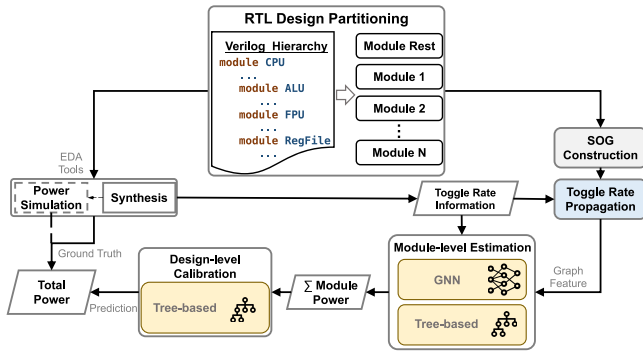 RTL Design Partitioning
Verilog Hierarchy
module CPU
...
module ALU
...
module FPU
...
module RegFile
...
Module Rest
Module 1
Module 2
Module N
SOG
Construction
EDA
Tools
Power
Simulation
Synthesis
Toggle Rate
Information
Toggle Rate
Propagation
Ground Truth
Total
Power
Prediction
Design-level
Calibration
Tree-based
∑ Module
Power
Module-level Estimation
GNN
Tree-based
Graph
Feature